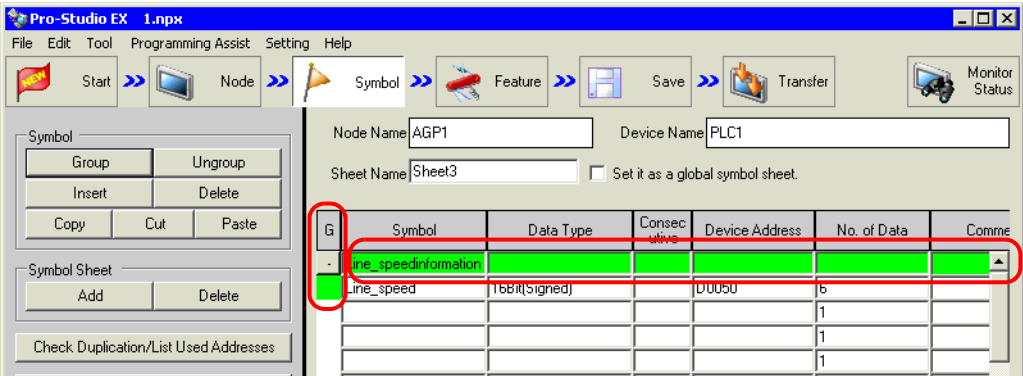 Pro-Studio EX 1.npx
File Edit Tool Programming Assist Setting Help
NEW Start Node Symbol Feature Save Transfer Monitor Status
Symbol
Group Ungroup
Insert Delete
Copy Cut Paste
Symbol Sheet
Add Delete
Check Duplication/List Used Addresses
Node Name AGP1 Device Name PLC1
Sheet Name Sheet3 Set it as a global symbol sheet.
G Symbol Data Type Consecutive Device Address No. of Data Comme
- Line_speedinformation
Line_speed 16Bit(Signed) D0050 6
1
1
1